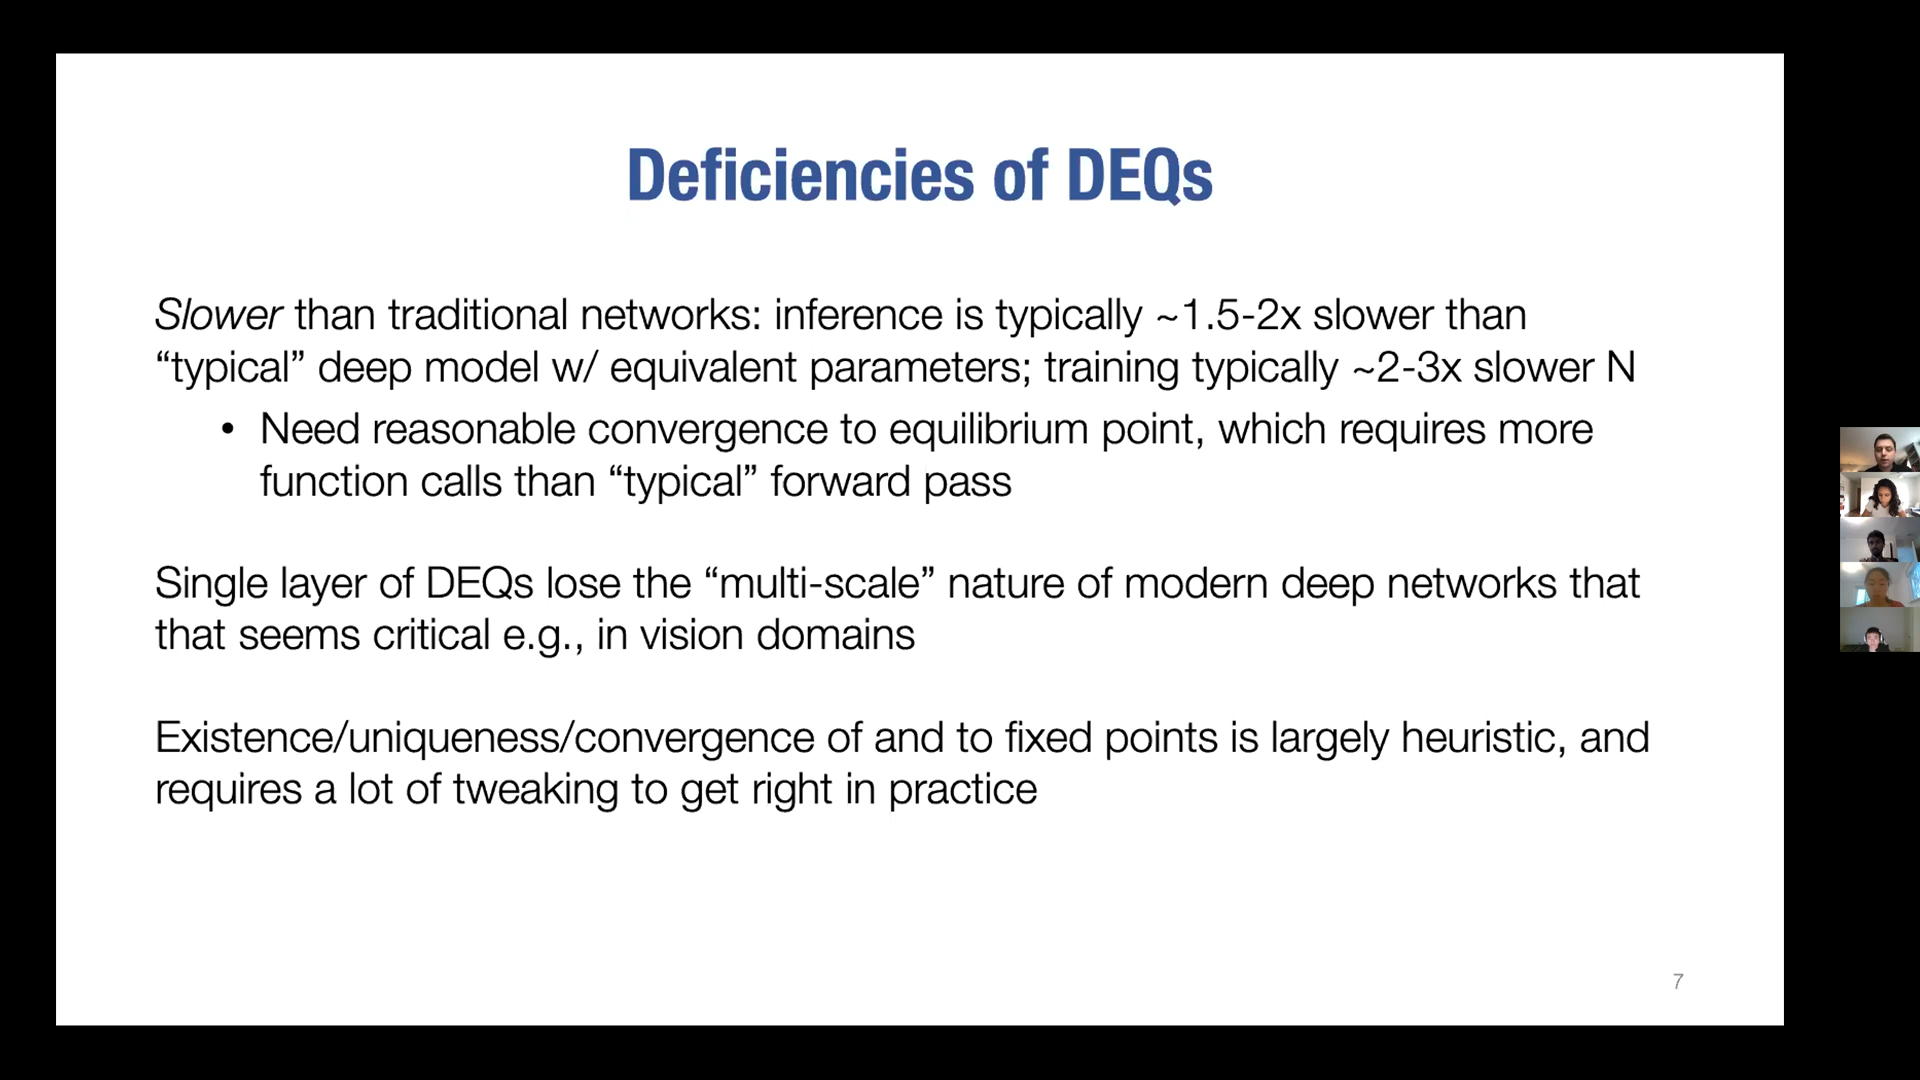 Deficiencies of DEQs
Slower than traditional networks: inference is typically ~1.5-2x slower than
“typical” deep model w/ equivalent parameters; training typically ~2-3x slower N
• Need reasonable convergence to equilibrium point, which requires more
function calls than “typical” forward pass
Single layer of DEQs lose the “multi-scale” nature of modern deep networks that
that seems critical e.g., in vision domains
Existence/uniqueness/convergence of and to fixed points is largely heuristic, and
requires a lot of tweaking to get right in practice
7